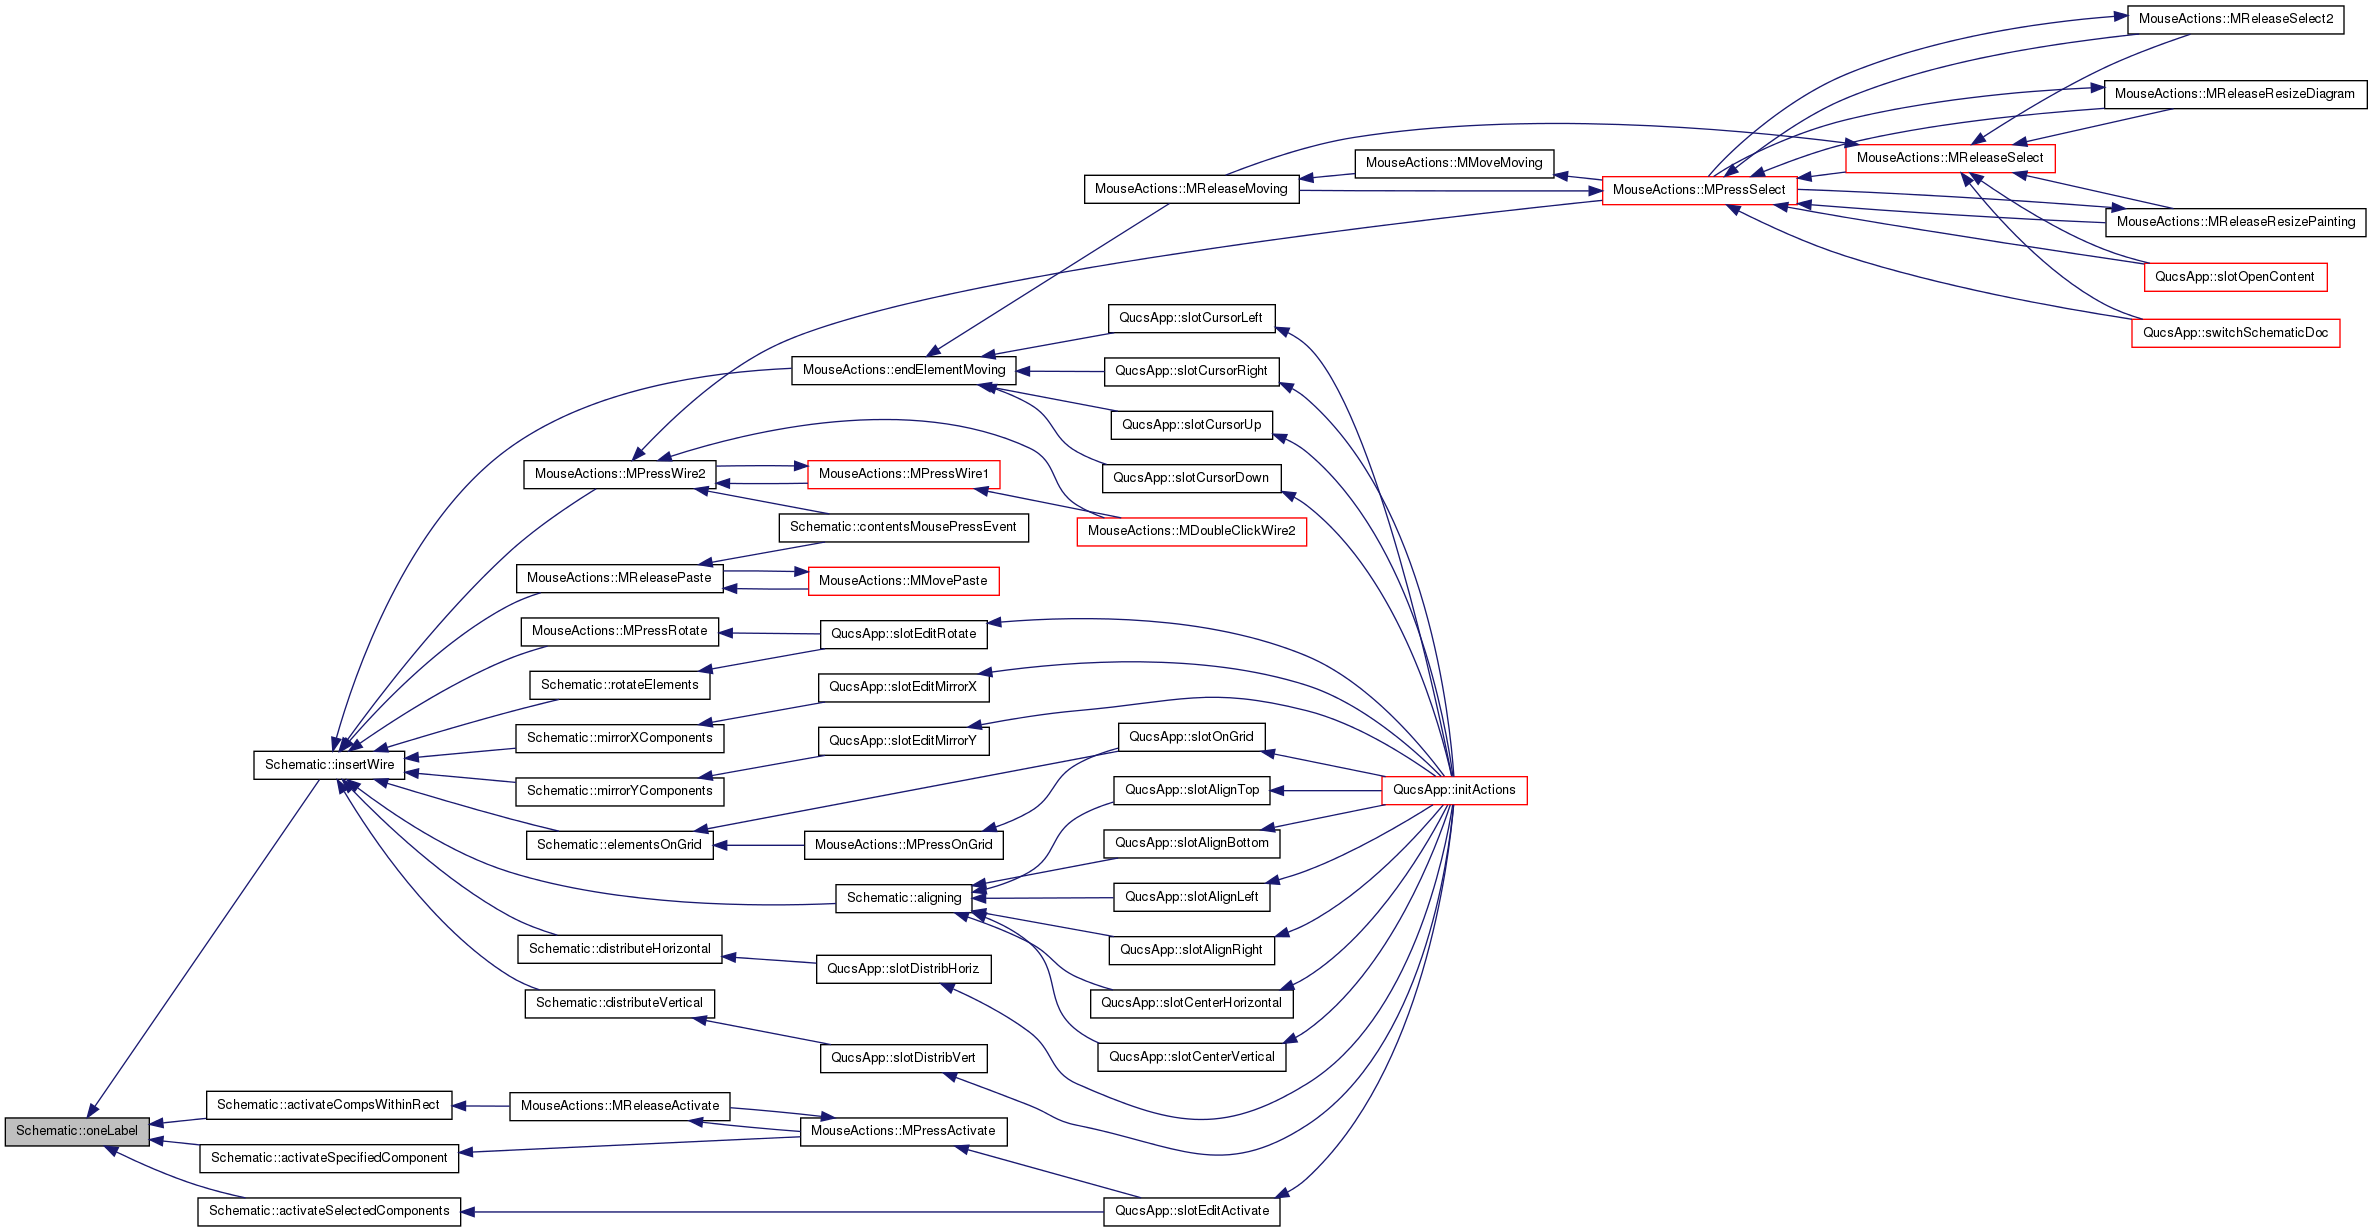 MouseActions::MReleaseSelect2
MouseActions::MReleaseResizeDiagram
MouseActions::MReleaseSelect
MouseActions::MMoveMoving
MouseActions::MReleaseMoving
MouseActions::MPressSelect
MouseActions::MReleaseResizePainting
QucsApp::slotOpenContent
QucsApp::switchSchematicDoc
QucsApp::slotCursorLeft
MouseActions::endElementMoving
QucsApp::slotCursorRight
QucsApp::slotCursorUp
MouseActions::MPressWire2
MouseActions::MPressWire1
QucsApp::slotCursorDown
Schematic::contentsMousePressEvent
MouseActions::MDoubleClickWire2
MouseActions::MReleasePaste
MouseActions::MMovePaste
MouseActions::MPressRotate
QucsApp::slotEditRotate
Schematic::rotateElements
QucsApp::slotEditMirrorX
Schematic::mirrorXComponents
QucsApp::slotEditMirrorY
QucsApp::slotOnGrid
Schematic::insertWire
Schematic::mirrorYComponents
QucsApp::slotAlignTop
QucsApp::initActions
Schematic::elementsOnGrid
MouseActions::MPressOnGrid
QucsApp::slotAlignBottom
Schematic::aligning
QucsApp::slotAlignLeft
Schematic::distributeHorizontal
QucsApp::slotAlignRight
QucsApp::slotDistribHoriz
Schematic::distributeVertical
QucsApp::slotCenterHorizontal
QucsApp::slotDistribVert
QucsApp::slotCenterVertical
Schematic::activateCompsWithinRect
MouseActions::MReleaseActivate
Schematic::oneLabel
MouseActions::MPressActivate
Schematic::activateSpecifiedComponent
Schematic::activateSelectedComponents
QucsApp::slotEditActivate